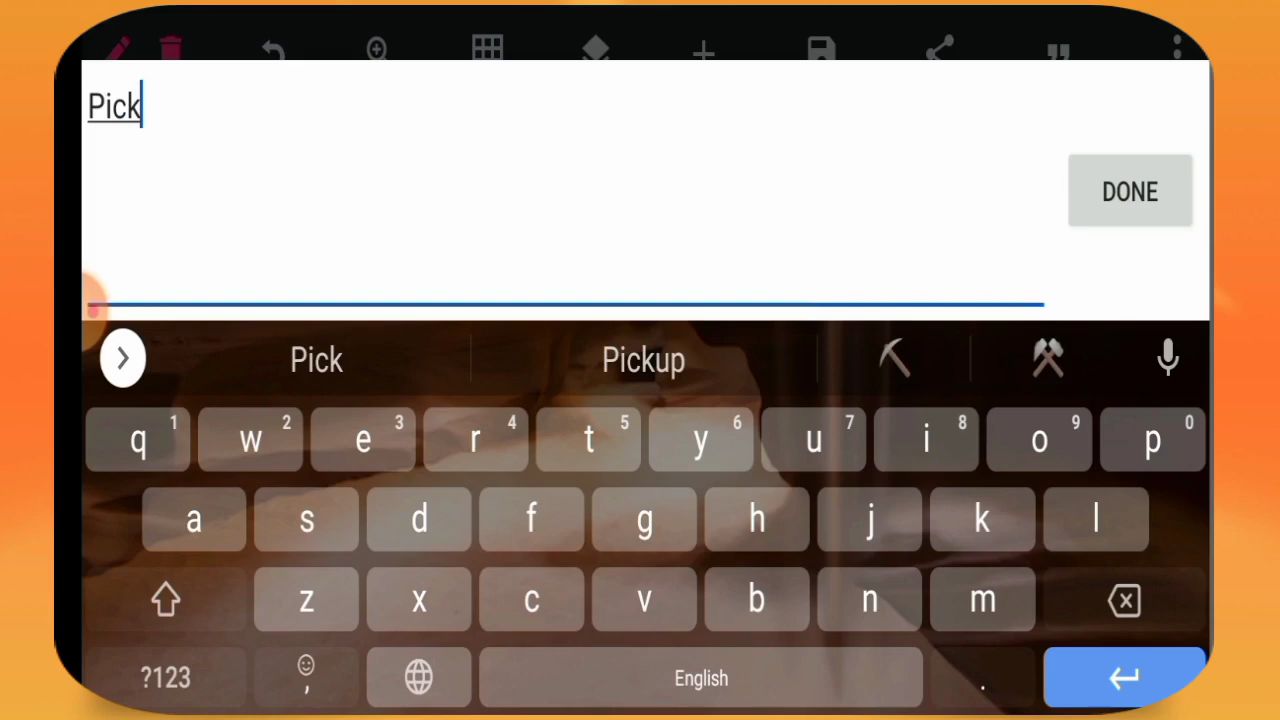 Pick
DONE
Pick Pickup
q 1 w 2 e 3 r 4 t 5 y 6 u 7 i 8 o 9 p 0
a s d f g h j k l
z x c v b n m
?123 , English .